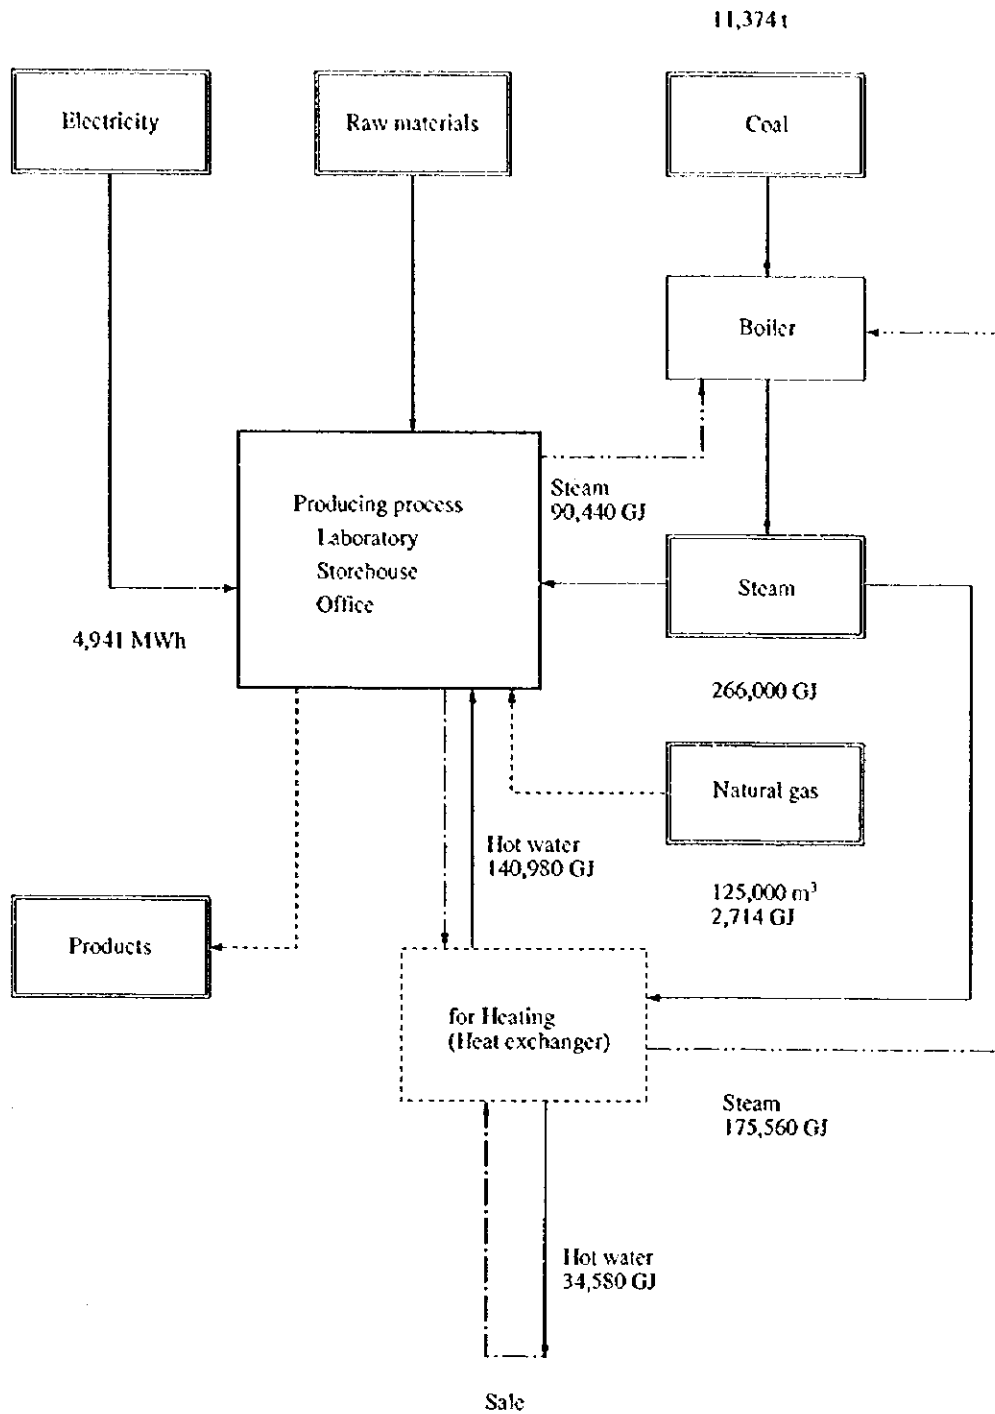 11,374 t
Electricity
Raw materials
Coal
Boiler
Steam
90,440 GJ
Producing process
Laboratory
Storehouse
Office
Steam
4,941 MWh
266,000 GJ
Natural gas
Hot water
140,980 GJ
125,000 m³
2,714 GJ
Products
for Heating
(Heat exchanger)
Steam
175,560 GJ
Hot water
34,580 GJ
Sale